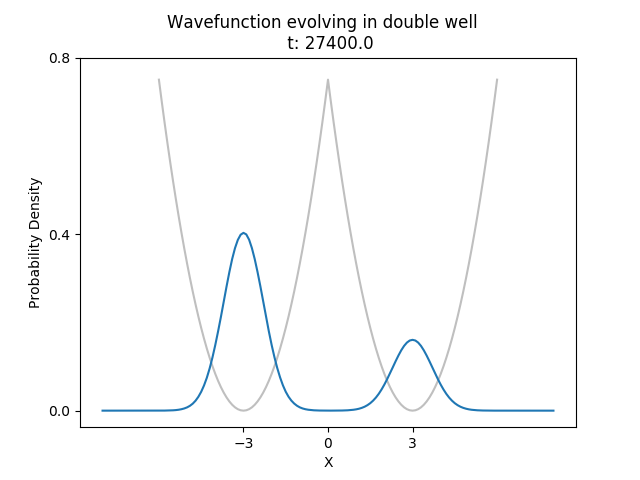 Wavefunction evolving in double well
t: 27400.0
0.8
0.4
0.0
Probability Density
−3 0 3
X